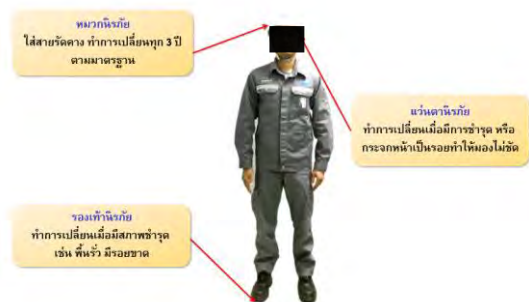 หมวกนิรภัย
ใส่สายรัดคาง ทำการเปลี่ยนทุก 3 ปี
ตามมาตรฐาน
แว่นตานิรภัย
ทำการเปลี่ยนเมื่อมีการชำรุด หรือ
กระจกหน้าเป็นรอยทำให้มองไม่ชัด
รองเท้านิรภัย
ทำการเปลี่ยนเมื่อมีสภาพชำรุด
เช่น พื้นรั่ว มีรอยขาด